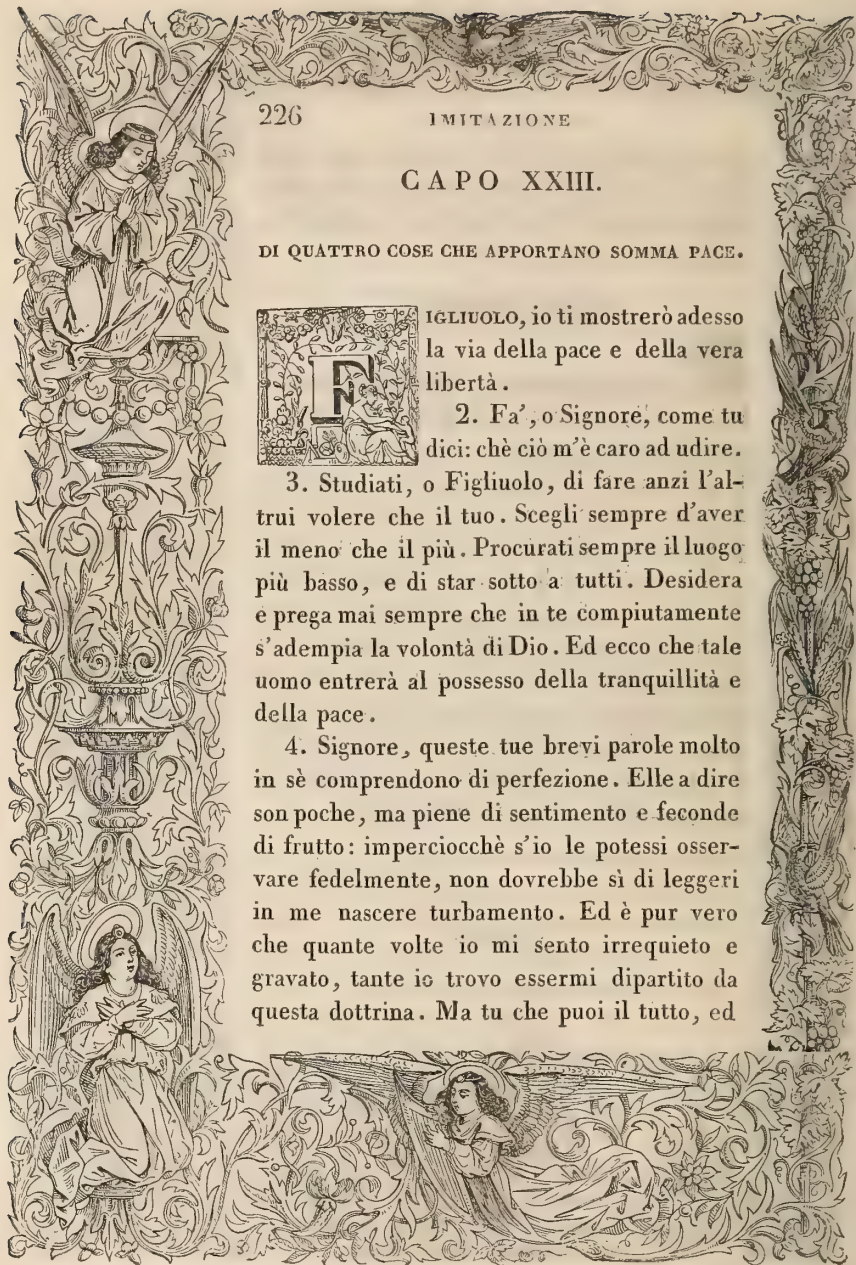 226 IMITAZIONE
CAPO XXIII.
DI QUATTRO COSE CHE APPORTANO SOMMA PACE.
FIGLIUOLO, io ti mostrerò adesso
la via della pace e della vera
libertà.
2. Fa', o Signore, come tu
dici: chè ciò m'è caro ad udire.
3. Studiati, o Figliuolo, di fare anzi l'al-
trui volere che il tuo. Scegli sempre d'aver
il meno che il più. Procurati sempre il luogo
più basso, e di star sotto a tutti. Desidera
e prega mai sempre che in te compiutamente
s'adempia la volontà di Dio. Ed ecco che tale
uomo entrerà al possesso della tranquillità e
della pace.
4. Signore, queste tue brevi parole molto
in sè comprendono di perfezione. Elle a dire
son poche, ma piene di sentimento e feconde
di frutto: imperciocchè s'io le potessi osser-
vare fedelmente, non dovrebbe sì di leggeri
in me nascere turbamento. Ed è pur vero
che quante volte io mi sento irrequieto e
gravato, tante io trovo essermi dipartito da
questa dottrina. Ma tu che puoi il tutto, ed